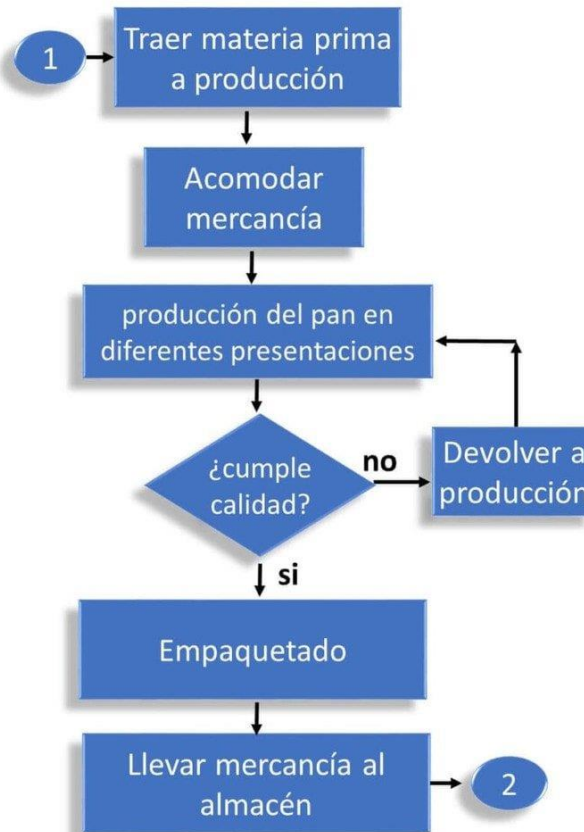 1
Traer materia prima
a producción
Acomodar
mercancía
producción del pan en
diferentes presentaciones
¿cumple
calidad?
no
Devolver a
producción
si
Empaquetado
Llevar mercancía al
almacén
2